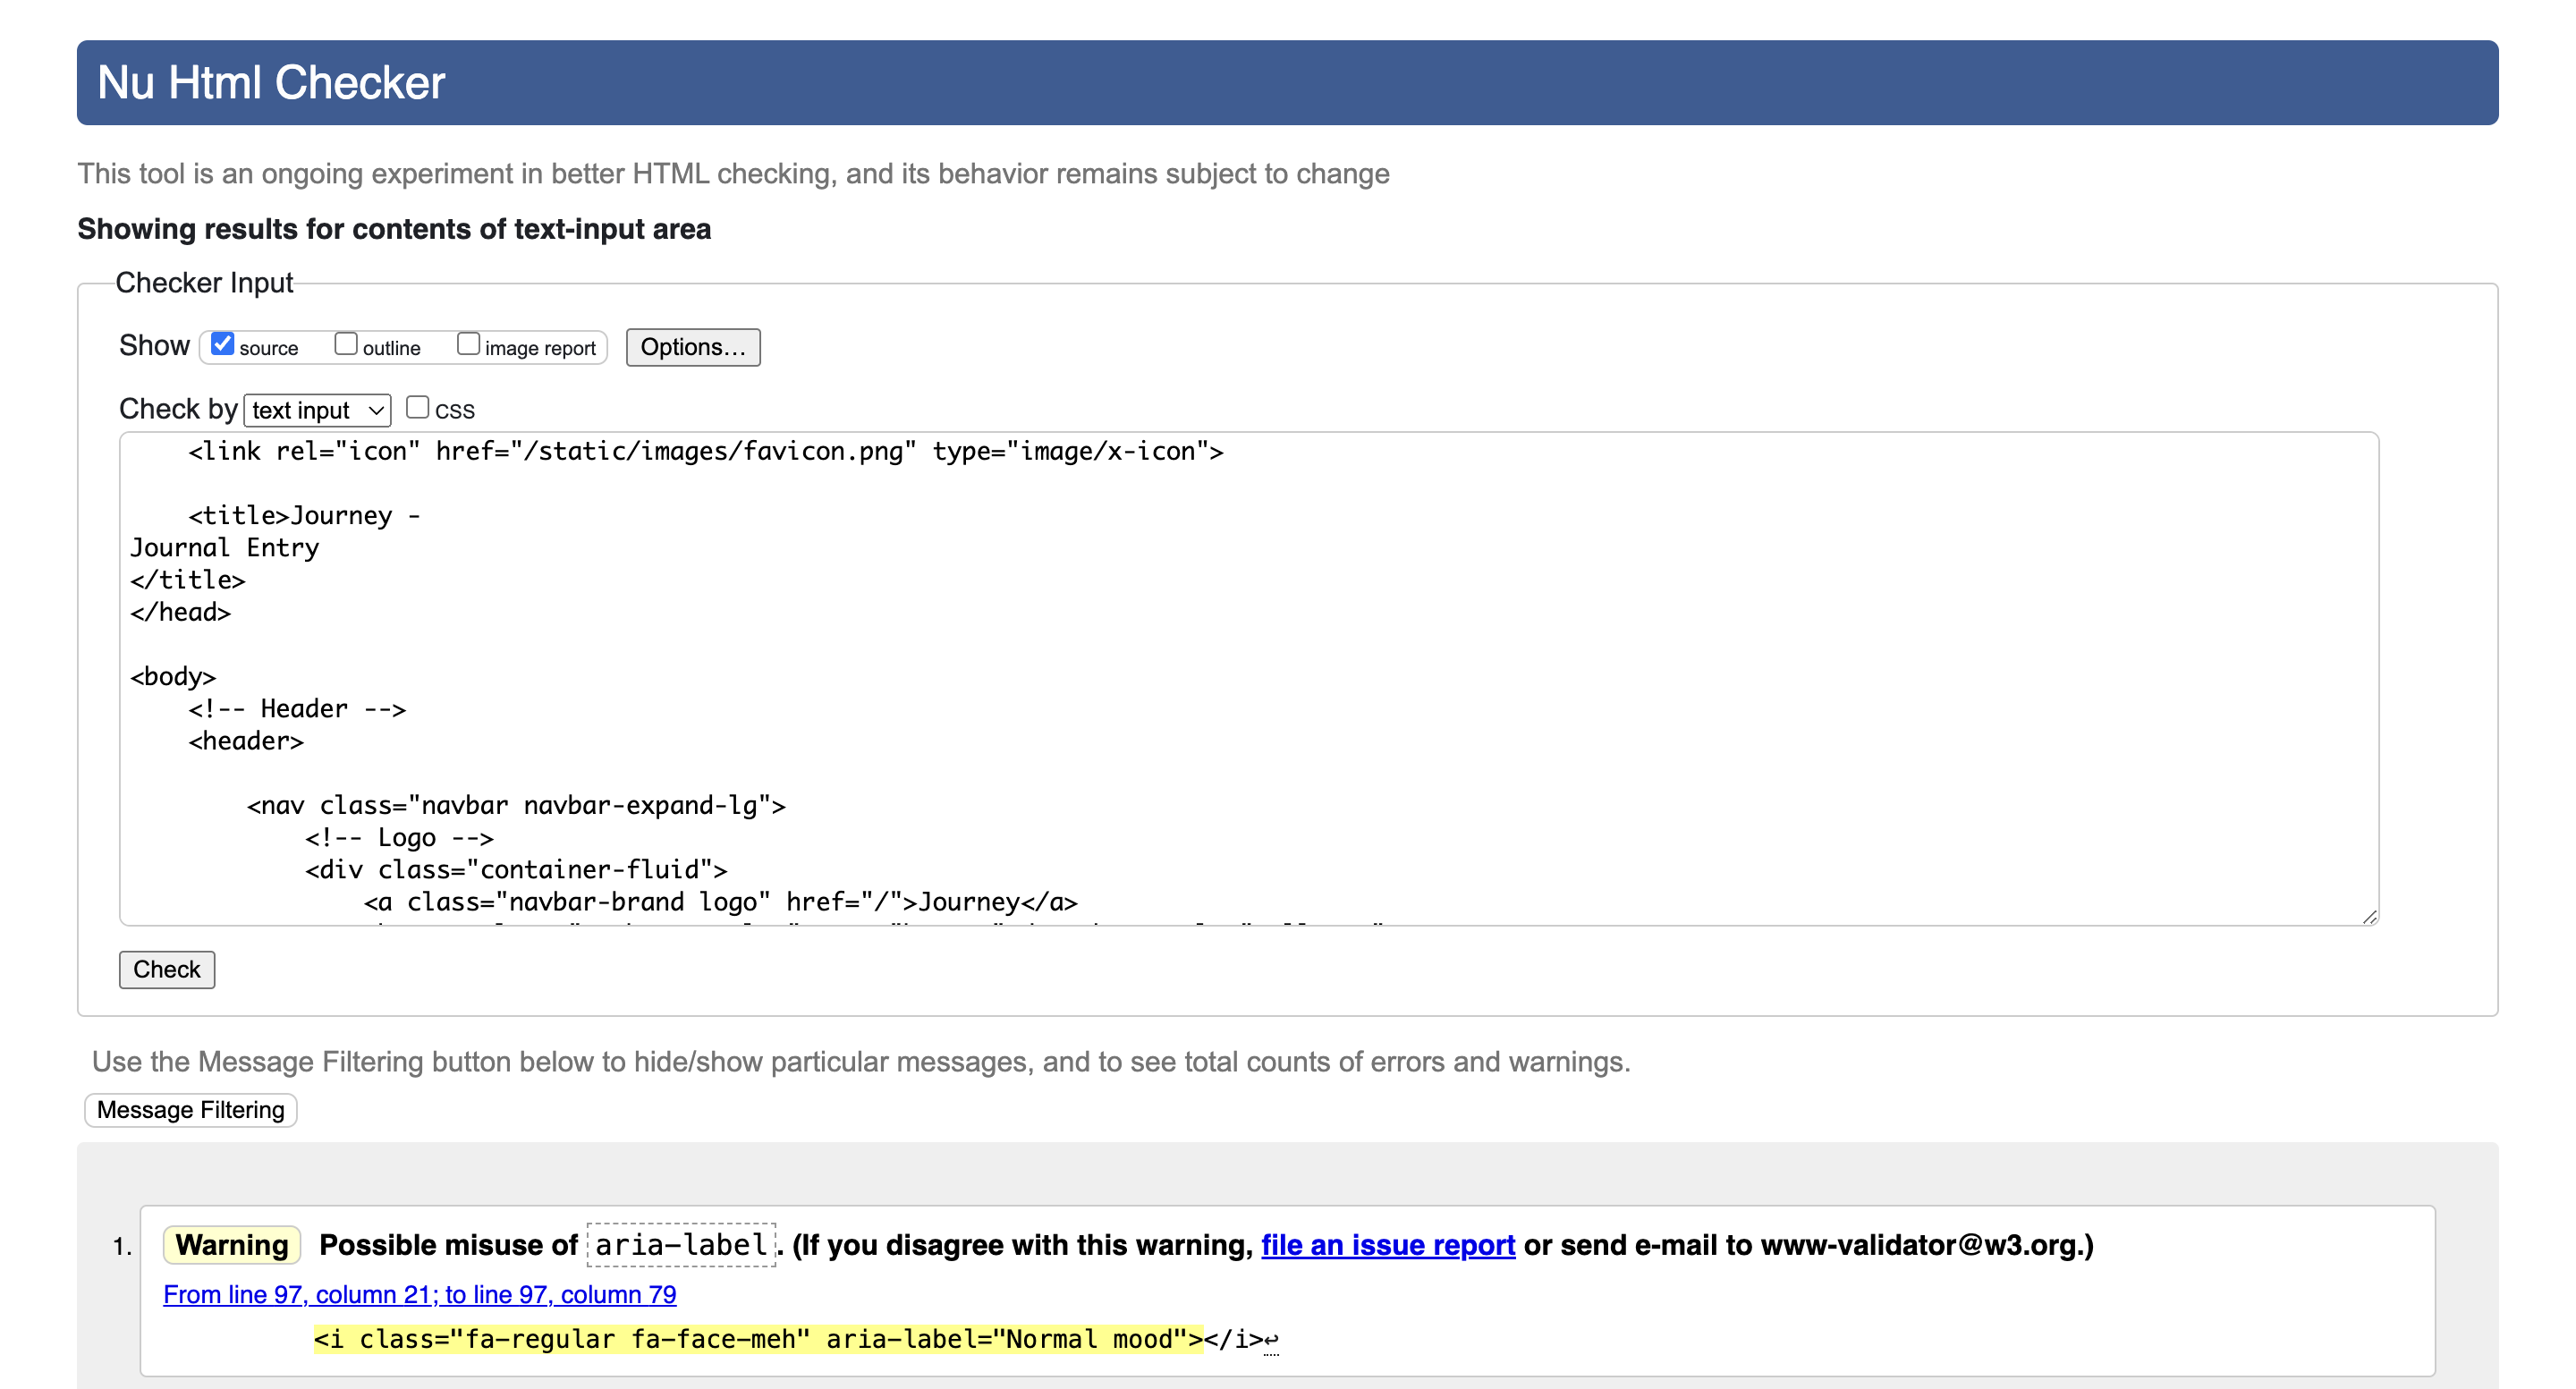 Nu Html Checker
This tool is an ongoing experiment in better HTML checking, and its behavior remains subject to change
Showing results for contents of text-input area
Checker Input
Show source outline image report Options...
Check by text input CSS
<link rel="icon" href="/static/images/favicon.png" type="image/x-icon">
<title>Journey -
Journal Entry
</title>
</head>
<body>
<!-- Header -->
<header>
<nav class="navbar navbar-expand-lg">
<!-- Logo -->
<div class="container-fluid">
<a class="navbar-brand logo" href="/">Journey</a>
Check
Use the Message Filtering button below to hide/show particular messages, and to see total counts of errors and warnings.
Message Filtering
1. Warning Possible misuse of aria-label. (If you disagree with this warning, file an issue report or send e-mail to www-validator@w3.org.)
From line 97, column 21; to line 97, column 79
<i class="fa-regular fa-face-meh" aria-label="Normal mood"></i>↩